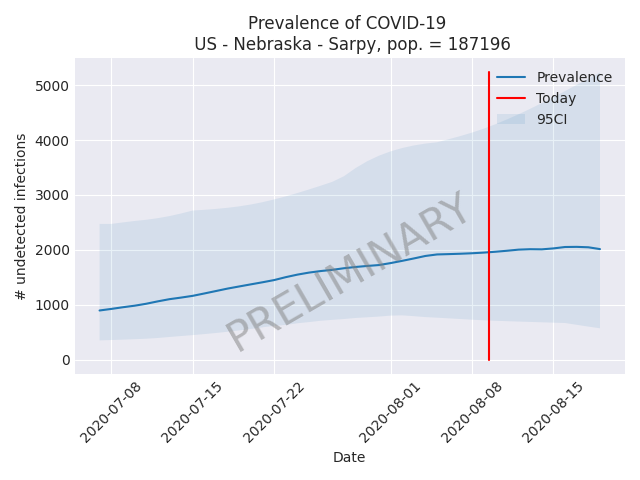 Prevalence of COVID-19
US - Nebraska - Sarpy, pop. = 187196
# undetected infections
5000
4000
3000
2000
1000
0
Prevalence
Today
95CI
PRELIMINARY
2020-07-08
2020-07-15
2020-07-22
2020-08-01
2020-08-08
2020-08-15
Date